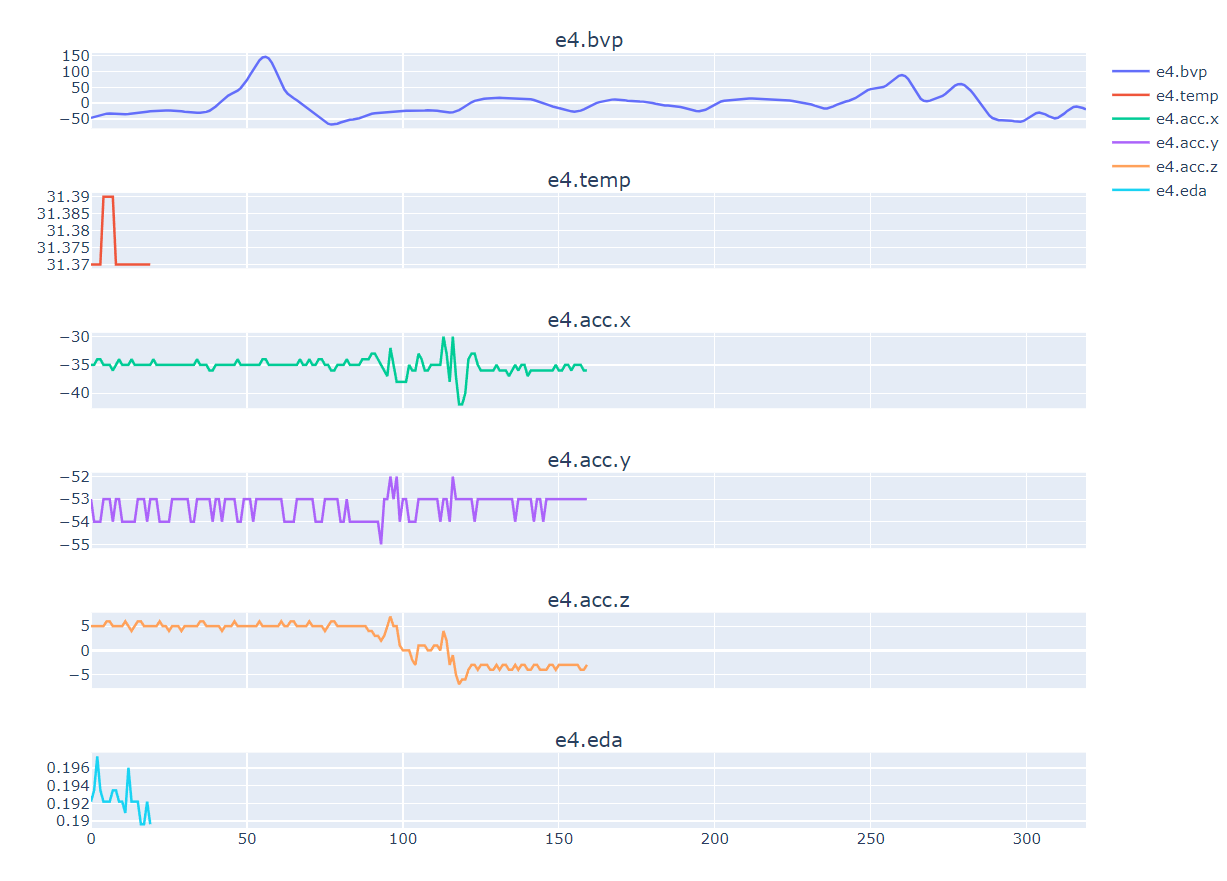 e4.bvp
150
100
50
0
−50
e4.bvp
e4.temp
e4.acc.x
e4.acc.y
e4.acc.z
e4.eda
e4.temp
31.39
31.385
31.38
31.375
31.37
e4.acc.x
−30
−35
−40
e4.acc.y
−52
−53
−54
−55
e4.acc.z
5
0
−5
e4.eda
0.196
0.194
0.192
0.19
0 50 100 150 200 250 300